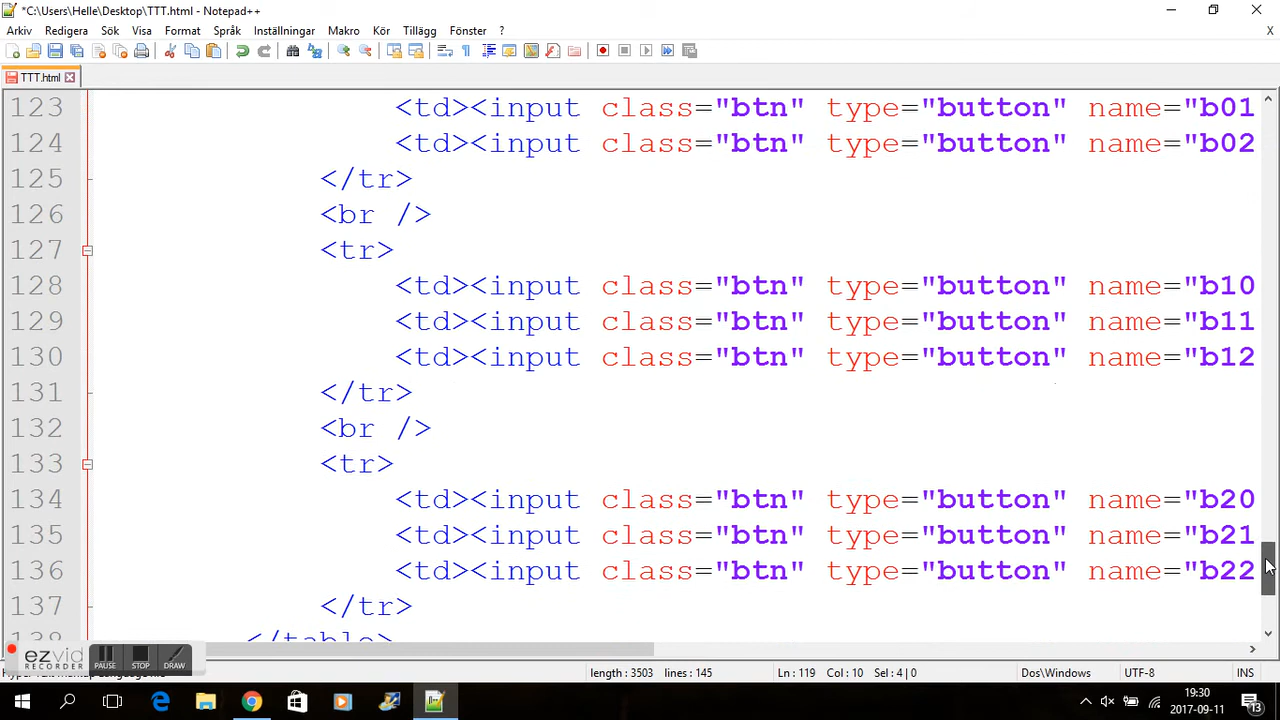 *C:\Users\Helle\Desktop\TTT.html - Notepad++
Arkiv Redigera Sök Visa Format Språk Inställningar Makro Kör Tillägg Fönster ? X
TTT.html
123 <td><input class="btn" type="button" name="b01
124 <td><input class="btn" type="button" name="b02
125 </tr>
126 <br />
127 <tr>
128 <td><input class="btn" type="button" name="b10
129 <td><input class="btn" type="button" name="b11
130 <td><input class="btn" type="button" name="b12
131 </tr>
132 <br />
133 <tr>
134 <td><input class="btn" type="button" name="b20
135 <td><input class="btn" type="button" name="b21
136 <td><input class="btn" type="button" name="b22
137 </tr>
138 </table>
ezvid
RECORDER
PAUSE STOP DRAW
length : 3503 lines : 145 Ln : 119 Col : 10 Sel : 4 | 0 Dos\Windows UTF-8 INS
19:30
2017-09-11
13